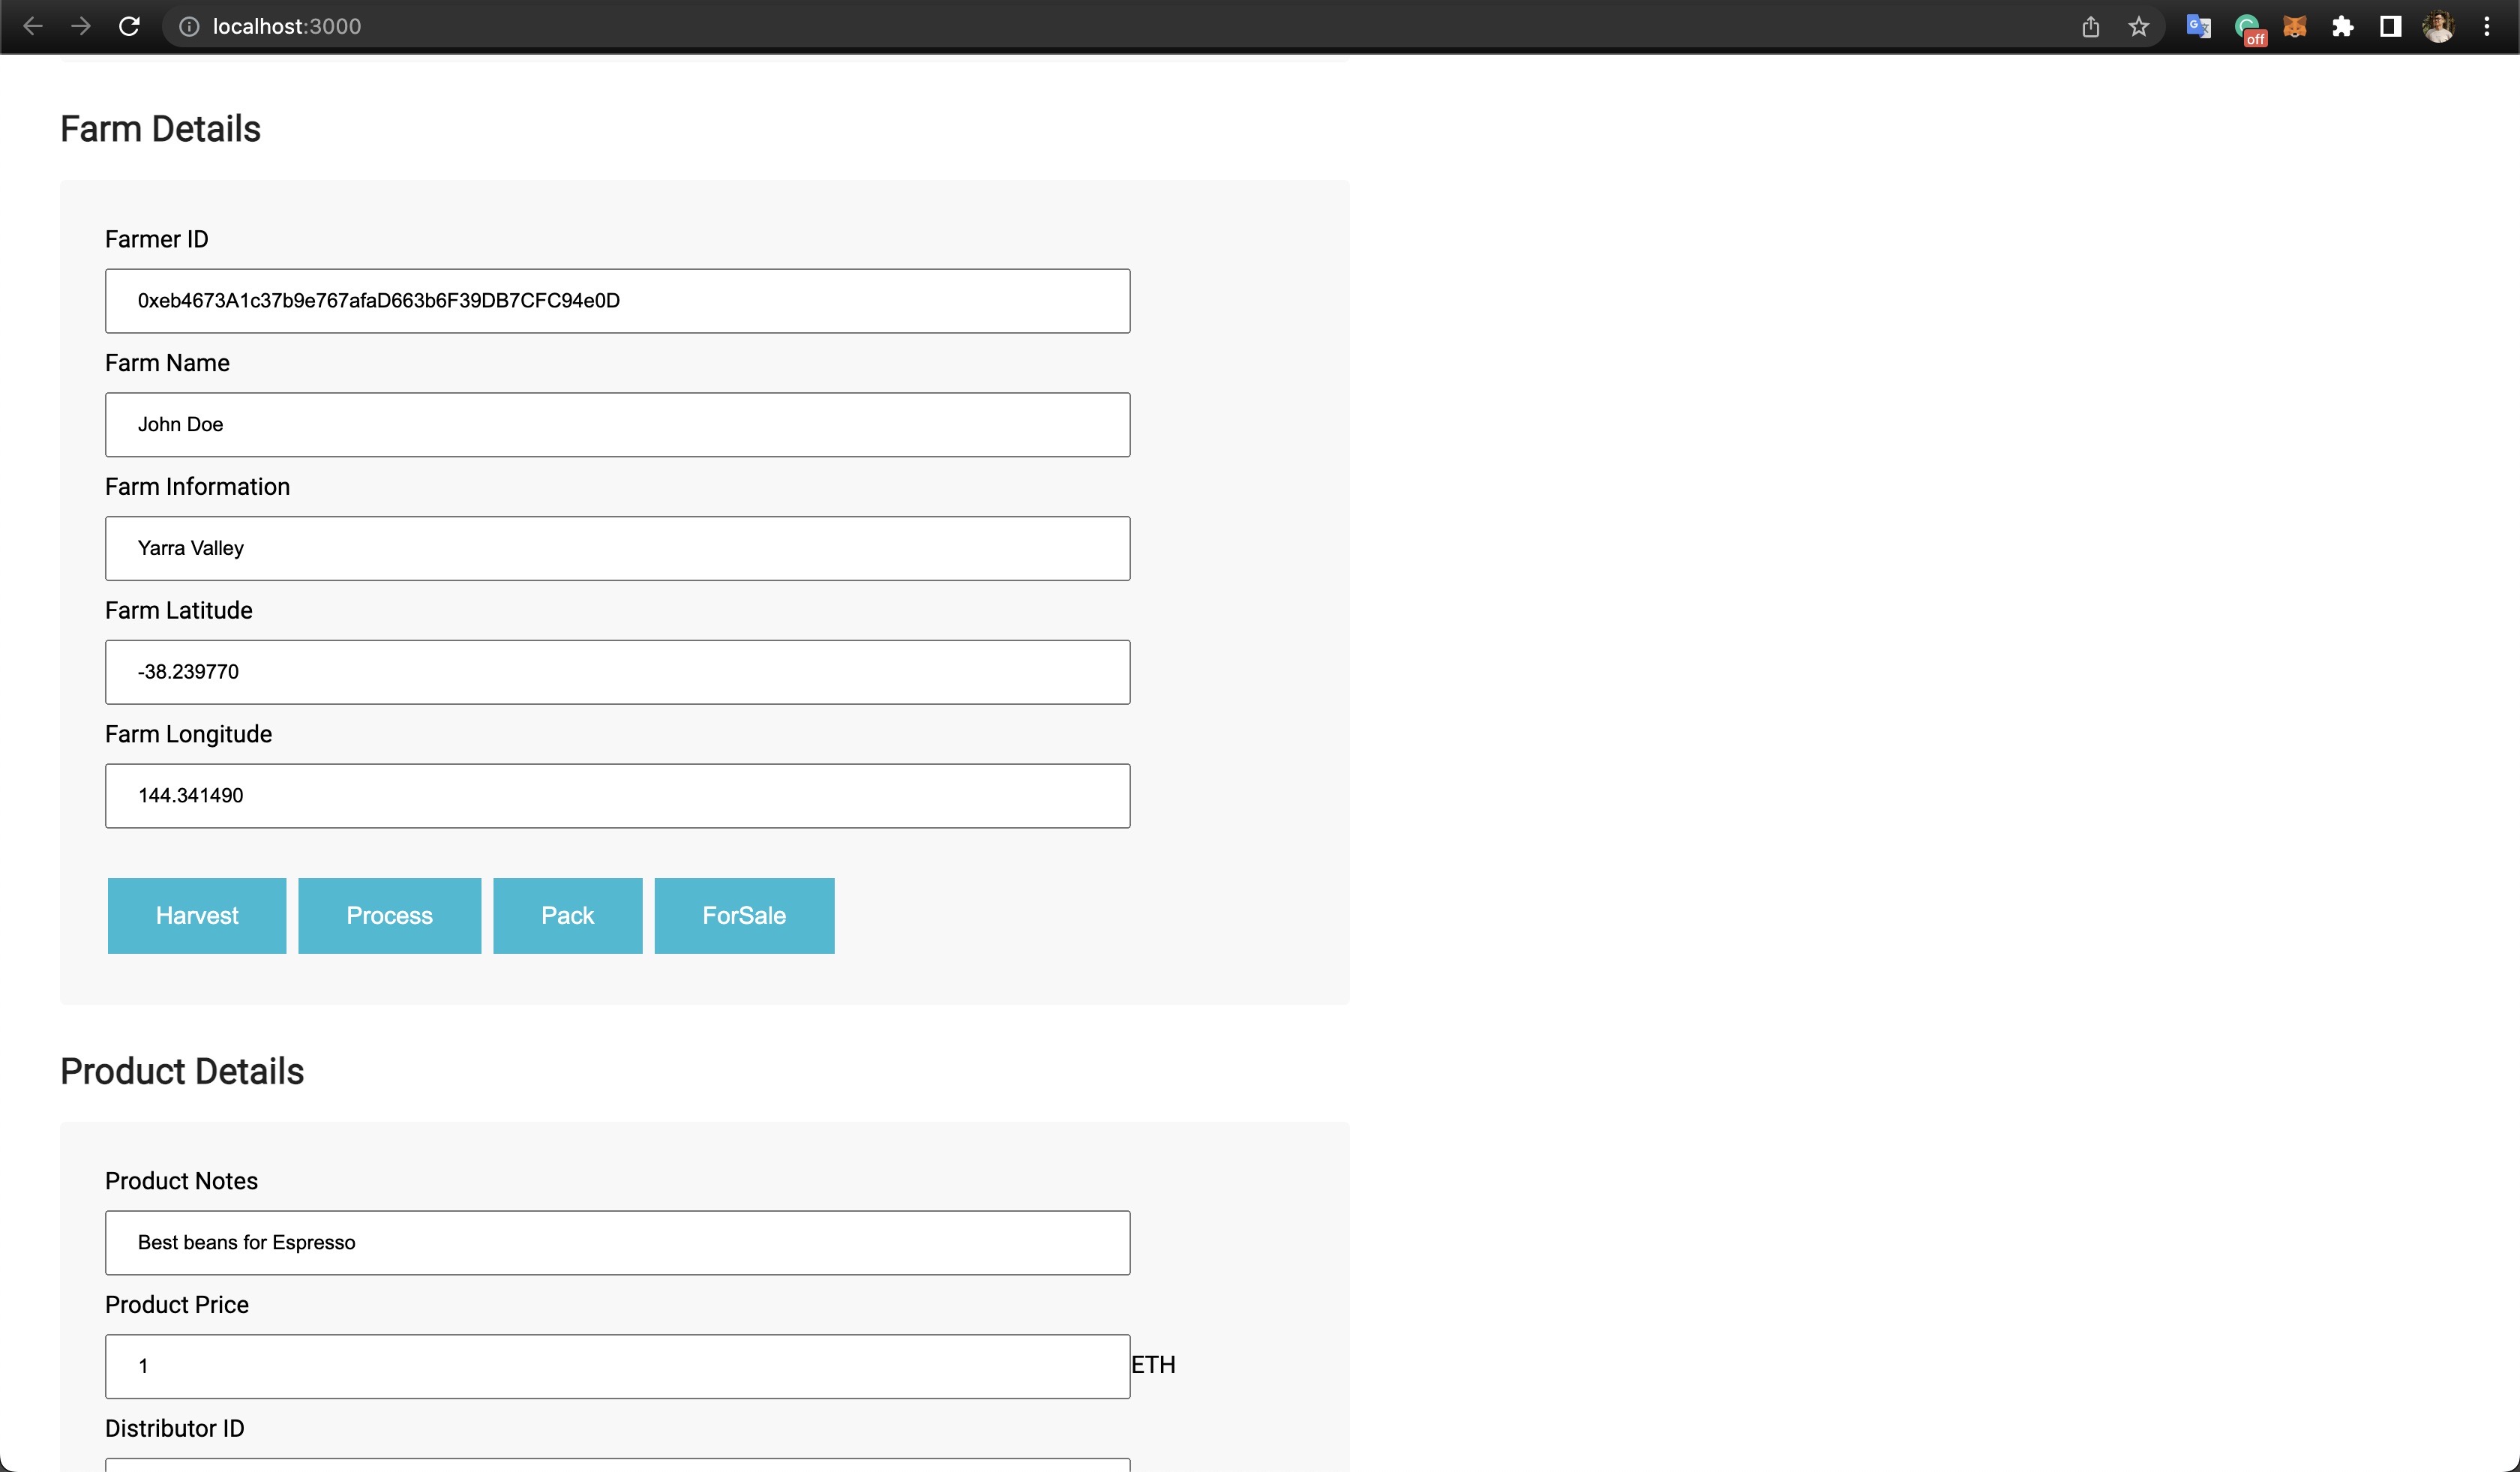 localhost:3000
off
Farm Details
Farmer ID
0xeb4673A1c37b9e767afaD663b6F39DB7CFC94e0D
Farm Name
John Doe
Farm Information
Yarra Valley
Farm Latitude
-38.239770
Farm Longitude
144.341490
Harvest Process Pack ForSale
Product Details
Product Notes
Best beans for Espresso
Product Price
1 ETH
Distributor ID